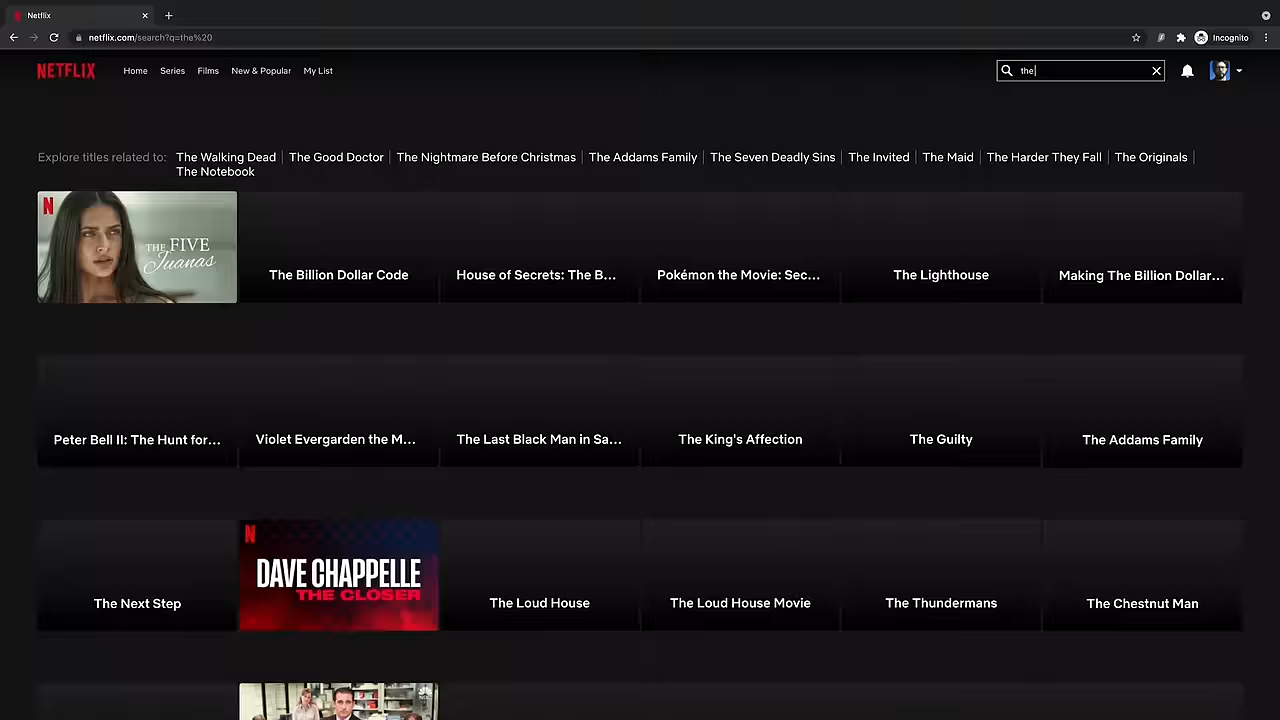 Netflix
netflix.com/search?q=the%20
Incognito
NETFLIX
Home
Series
Films
New & Popular
My List
the
Explore titles related to:
The Walking Dead
The Good Doctor
The Nightmare Before Christmas
The Addams Family
The Seven Deadly Sins
The Invited
The Maid
The Harder They Fall
The Originals
The Notebook
N
THE FIVE
Juanas
The Billion Dollar Code
House of Secrets: The B...
Pokémon the Movie: Sec...
The Lighthouse
Making The Billion Dollar...
Peter Bell II: The Hunt for...
Violet Evergarden the M...
The Last Black Man in Sa...
The King's Affection
The Guilty
The Addams Family
The Next Step
N
DAVE CHAPPELLE
THE CLOSER
The Loud House
The Loud House Movie
The Thundermans
The Chestnut Man